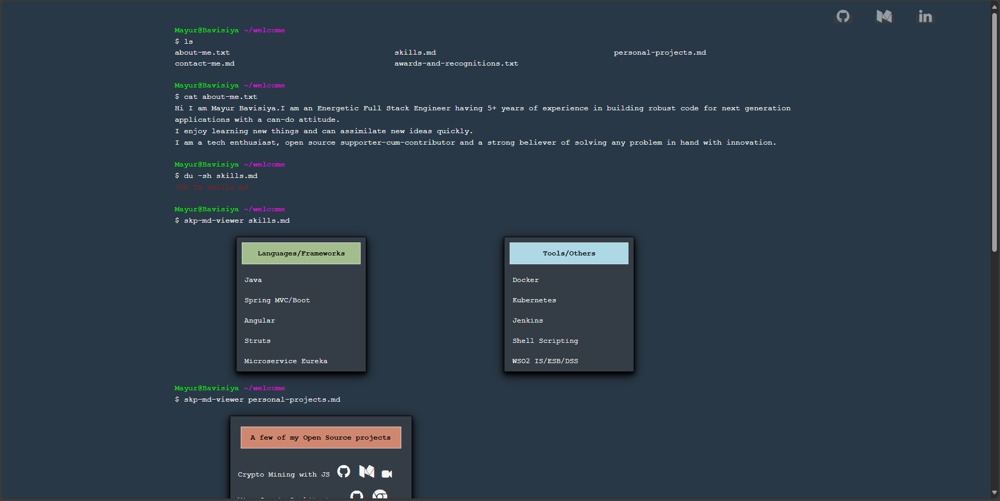 Mayur@Bavisiya ~/welcome
$ ls
about-me.txt skills.md personal-projects.md
contact-me.md awards-and-recognitions.txt
Mayur@Bavisiya ~/welcome
$ cat about-me.txt
Hi I am Mayur Bavisiya.I am an Energetic Full Stack Engineer having 5+ years of experience in building robust code for next generation
applications with a can-do attitude.
I enjoy learning new things and can assimilate new ideas quickly.
I am a tech enthusiast, open source supporter-cum-contributor and a strong believer of solving any problem in hand with innovation.
Mayur@Bavisiya ~/welcome
$ du -sh skills.md
300 TB skills.md
Mayur@Bavisiya ~/welcome
$ skp-md-viewer skills.md
Languages/Frameworks
Java
Spring MVC/Boot
Angular
Struts
Microservice Eureka
Tools/Others
Docker
Kubernetes
Jenkins
Shell Scripting
WSO2 IS/ESB/DSS
Mayur@Bavisiya ~/welcome
$ skp-md-viewer personal-projects.md
A few of my Open Source projects
Crypto Mining with JS